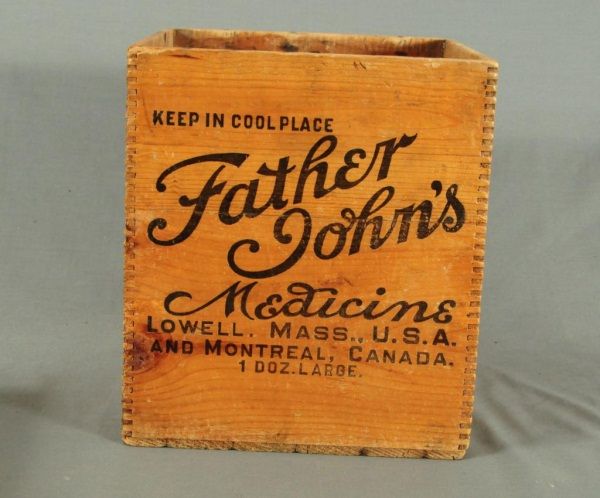 KEEP IN COOL PLACE
Father
John's
Medicine
LOWELL. MASS., U.S.A.
AND MONTREAL, CANADA.
1 DOZ. LARGE.